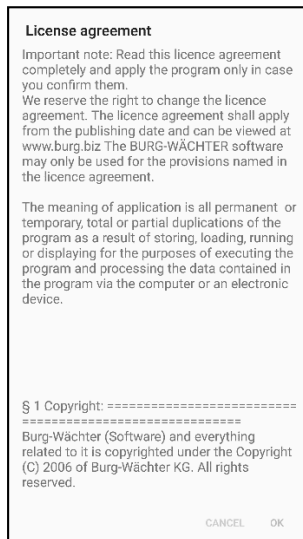 License agreement
Important note: Read this licence agreement
completely and apply the program only in case
you confirm them.
We reserve the right to change the licence
agreement. The licence agreement shall apply
from the publishing date and can be viewed at
www.burg.biz The BURG-WÄCHTER software
may only be used for the provisions named in
the licence agreement.
The meaning of application is all permanent or
temporary, total or partial duplications of the
program as a result of storing, loading, running
or displaying for the purposes of executing the
program and processing the data contained in
the program via the computer or an electronic
device.
§ 1 Copyright: ==========================
==============================
Burg-Wächter (Software) and everything
related to it is copyrighted under the Copyright
(C) 2006 of Burg-Wächter KG. All rights
reserved.
CANCEL OK